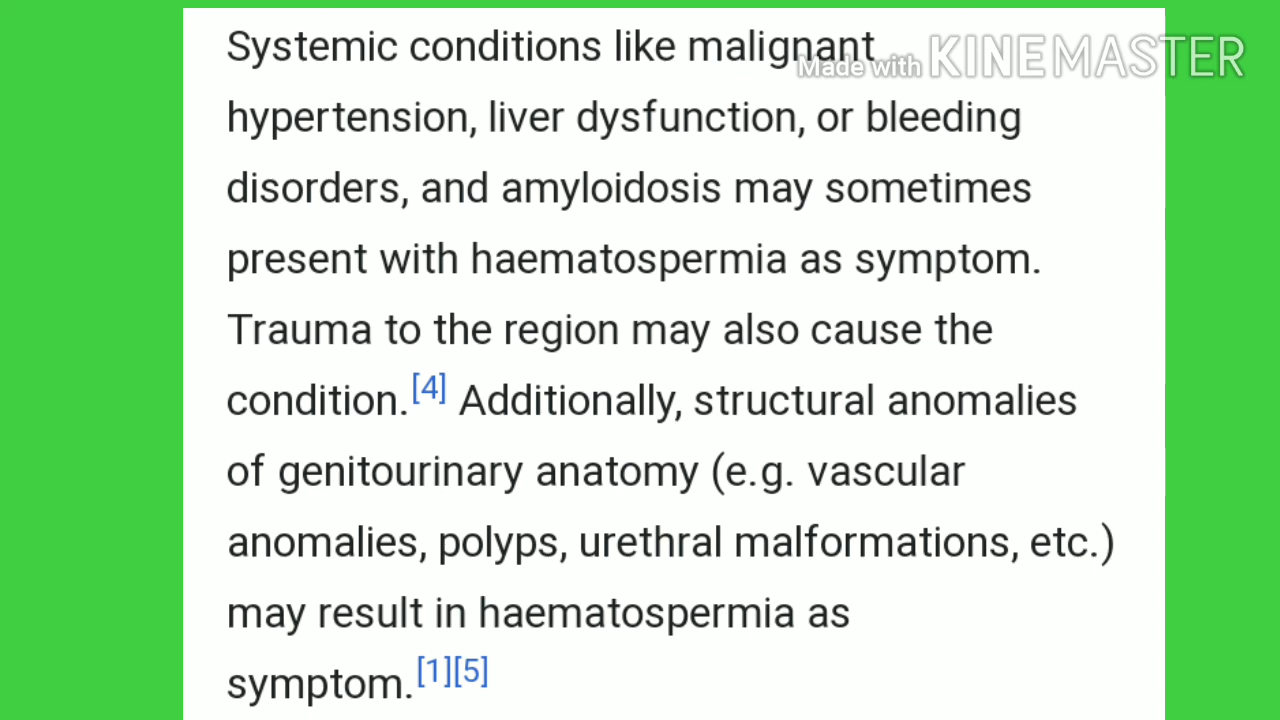 Systemic conditions like malignant
Made with KINEMASTER
hypertension, liver dysfunction, or bleeding
disorders, and amyloidosis may sometimes
present with haematospermia as symptom.
Trauma to the region may also cause the
condition.[4] Additionally, structural anomalies
of genitourinary anatomy (e.g. vascular
anomalies, polyps, urethral malformations, etc.)
may result in haematospermia as
symptom.[1][5]